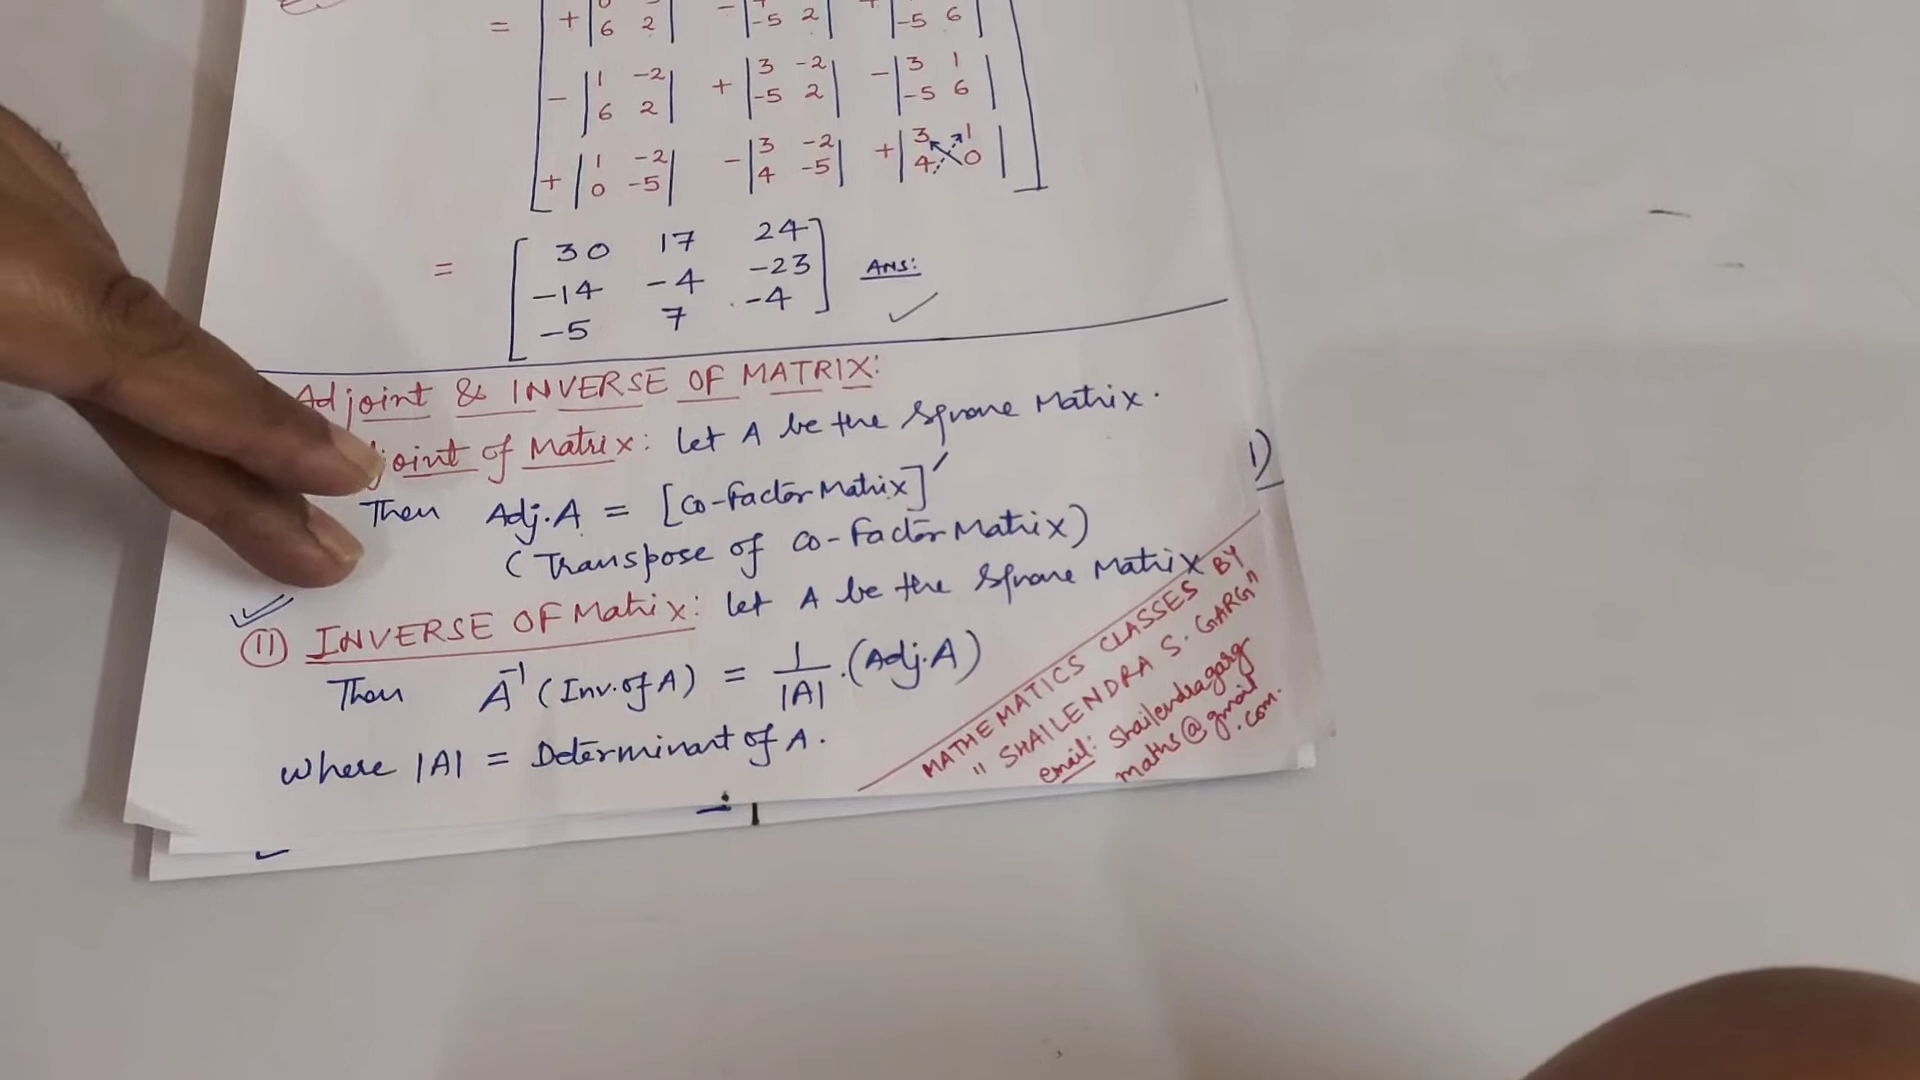 = + | 6 2 | - | -5 2 | + | -5 6 |
- | 1 -2 | + | 3 -2 | - | 3 1 |
| 6 2 | | -5 2 | | -5 6 |
+ | 1 -2 | - | 3 -2 | + | 3 1 |
| 0 -5 | | 4 -5 | | 4 0 |
= [ 30 17 24
-14 -4 -23
-5 7 -4 ] ANS:
Adjoint & INVERSE OF MATRIX:
joint of Matrix: Let A be the Square Matrix.
Then Adj.A = [Co-factor Matrix]′
(Transpose of Co-Factor Matrix)
(II) INVERSE OF Matrix: Let A be the Square Matrix
Then A⁻¹ (Inv.of A) = 1/|A| .(Adj.A)
Where |A| = Determinant of A.
1)
MATHEMATICS CLASSES BY
"SHAILENDRA S. GARG"
email: Shailendragarg
maths@gmail
.com.